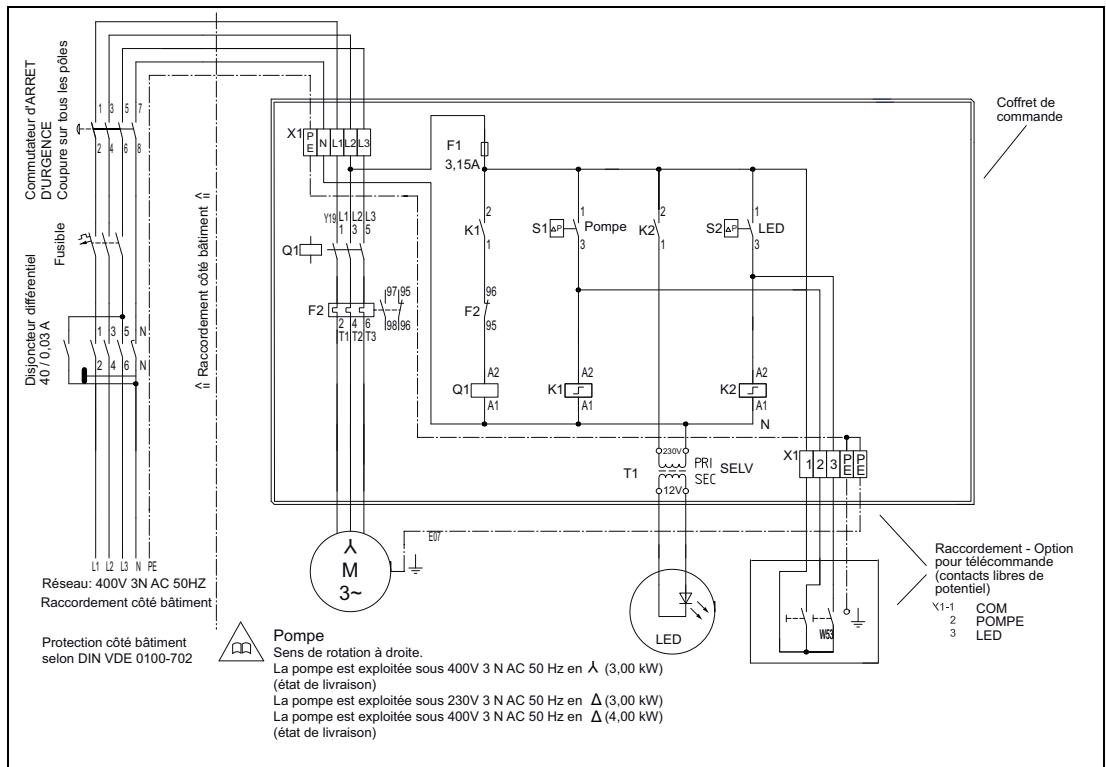 Commutateur d'ARRET
D'URGENCE
Coupure sur tous les pôles
1 3 5 7
2 4 6 8
Fusible
Disjoncteur différentiel
40 / 0,03 A
1 3 5 N
2 4 6 N
L1 L2 L3 N PE
Réseau: 400V 3N AC 50HZ
Raccordement côté bâtiment
Protection côté bâtiment
selon DIN VDE 0100-702
<= Raccordement côté bâtiment <=
Coffret de
commande
X1
PE N L1 L2 L3
F1
3,15A
Y19 L1 L2 L3
1 3 5
Q1
F2
97 95
98 96
2 4 6
T1 T2 T3
K1
2
1
S1 ΔP Pompe
1
3
K2
2
1
S2 ΔP LED
1
3
F2
96
95
Q1
A2
A1
K1
A2
A1
K2
A2
A1
N
T1
230V
PRI
SEC
SELV
12V
X1
1 2 3 PE PE
E07
M
3~
LED
W53
Raccordement - Option
pour télécommande
(contacts libres de
potentiel)
X1-1 COM
2 POMPE
3 LED
Pompe
Sens de rotation à droite.
La pompe est exploitée sous 400V 3 N AC 50 Hz en ⅄ (3,00 kW)
(état de livraison)
La pompe est exploitée sous 230V 3 N AC 50 Hz en Δ (3,00 kW)
La pompe est exploitée sous 400V 3 N AC 50 Hz en Δ (4,00 kW)
(état de livraison)